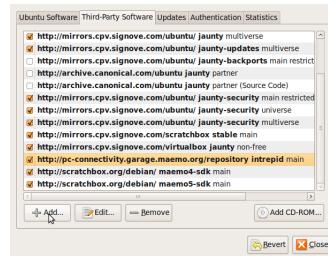 Ubuntu Software Third-Party Software Updates Authentication Statistics
http://mirrors.cpv.signove.com/ubuntu/ jaunty multiverse
http://mirrors.cpv.signove.com/ubuntu/ jaunty-updates multiverse
http://mirrors.cpv.signove.com/ubuntu/ jaunty-backports main restrict
http://archive.canonical.com/ubuntu jaunty partner
http://archive.canonical.com/ubuntu jaunty partner (Source Code)
http://mirrors.cpv.signove.com/ubuntu/ jaunty-security main restricted
http://mirrors.cpv.signove.com/ubuntu/ jaunty-security universe
http://mirrors.cpv.signove.com/ubuntu/ jaunty-security multiverse
http://mirrors.cpv.signove.com/scratchbox stable main
http://mirrors.cpv.signove.com/virtualbox jaunty non-free
http://pc-connectivity.garage.maemo.org/repository intrepid main
http://scratchbox.org/debian/ maemo4-sdk main
http://scratchbox.org/debian/ maemo5-sdk main
Add... Edit... Remove Add CD-ROM...
Revert Close